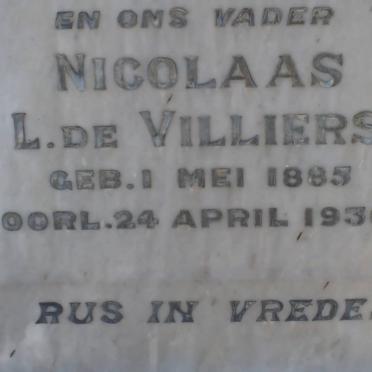 EN ONS VADER
NICOLAAS
L. DE VILLIERS
GEB. 1 MEI 1885
OORL. 24 APRIL
RUS IN VREDE.